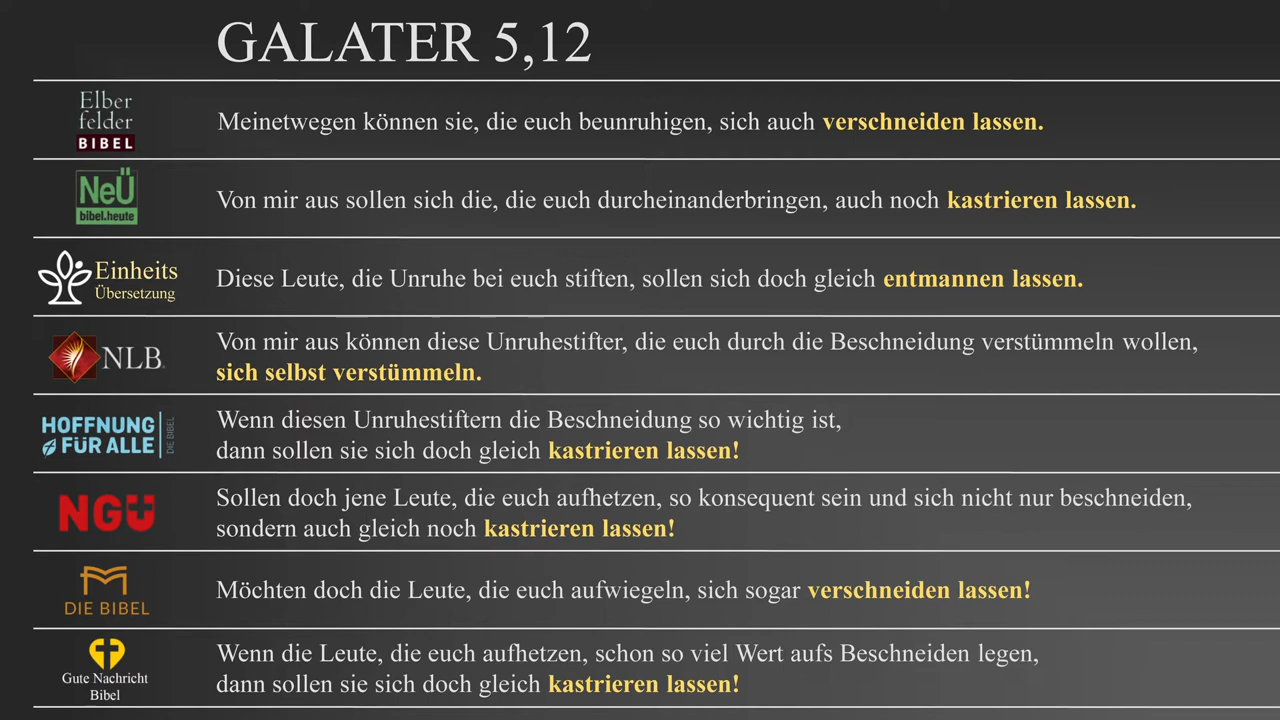 GALATER 5,12
Elber
felder
BIBEL
Meinetwegen können sie, die euch beunruhigen, sich auch verschneiden lassen.
NeÜ
bibel.heute
Von mir aus sollen sich die, die euch durcheinanderbringen, auch noch kastrieren lassen.
Einheits
Übersetzung
Diese Leute, die Unruhe bei euch stiften, sollen sich doch gleich entmannen lassen.
NLB
Von mir aus können diese Unruhestifter, die euch durch die Beschneidung verstümmeln wollen,
sich selbst verstümmeln.
HOFFNUNG
FÜR ALLE
DIE BIBEL
Wenn diesen Unruhestiftern die Beschneidung so wichtig ist,
dann sollen sie sich doch gleich kastrieren lassen!
NGÜ
Sollen doch jene Leute, die euch aufhetzen, so konsequent sein und sich nicht nur beschneiden,
sondern auch gleich noch kastrieren lassen!
DIE BIBEL
Möchten doch die Leute, die euch aufwiegeln, sich sogar verschneiden lassen!
Gute Nachricht
Bibel
Wenn die Leute, die euch aufhetzen, schon so viel Wert aufs Beschneiden legen,
dann sollen sie sich doch gleich kastrieren lassen!